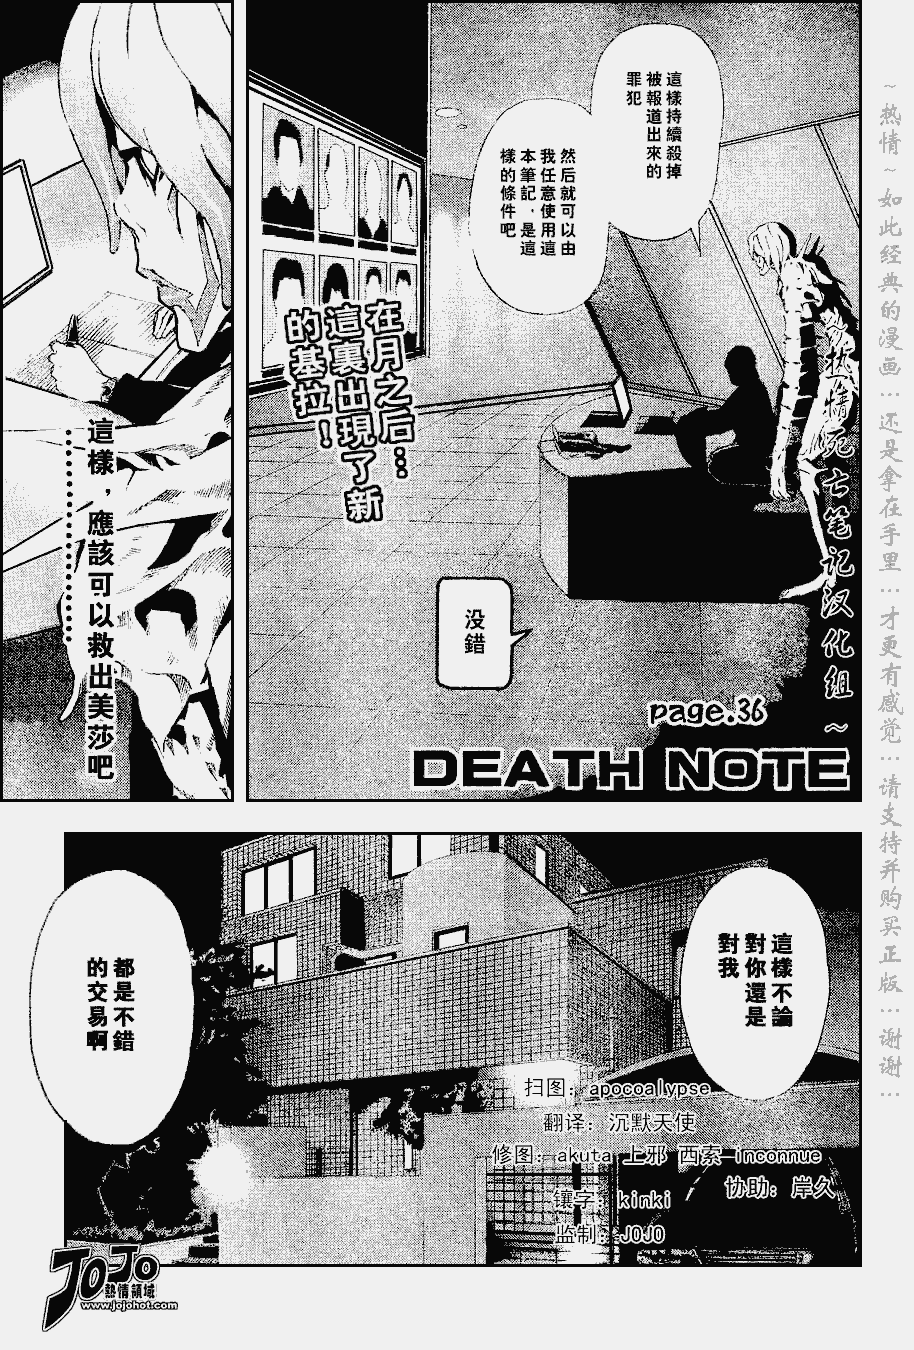 這樣持續殺掉
被報道出來的
罪犯
然后就可以由
我任意使用這
本筆記，是這
樣的條件吧
在月之后…
這裏出現了新
的基拉！
没錯
page.36
DEATH NOTE
這樣，應該可以救出美莎吧
………………
這樣不論
對你還是
對我
都是不錯
的交易啊
~热情死亡笔记汉化组~
~热情~如此经典的漫画…还是拿在手里…才更有感觉…请支持并购买正版…谢谢…
扫图：apocoalypse
翻译：沉默天使
修图：akuta 上邪 西索 inconnue
协助：岸久
镶字：kinki
监制：JOJO
JOJO
熱情領域
www.jojohot.com